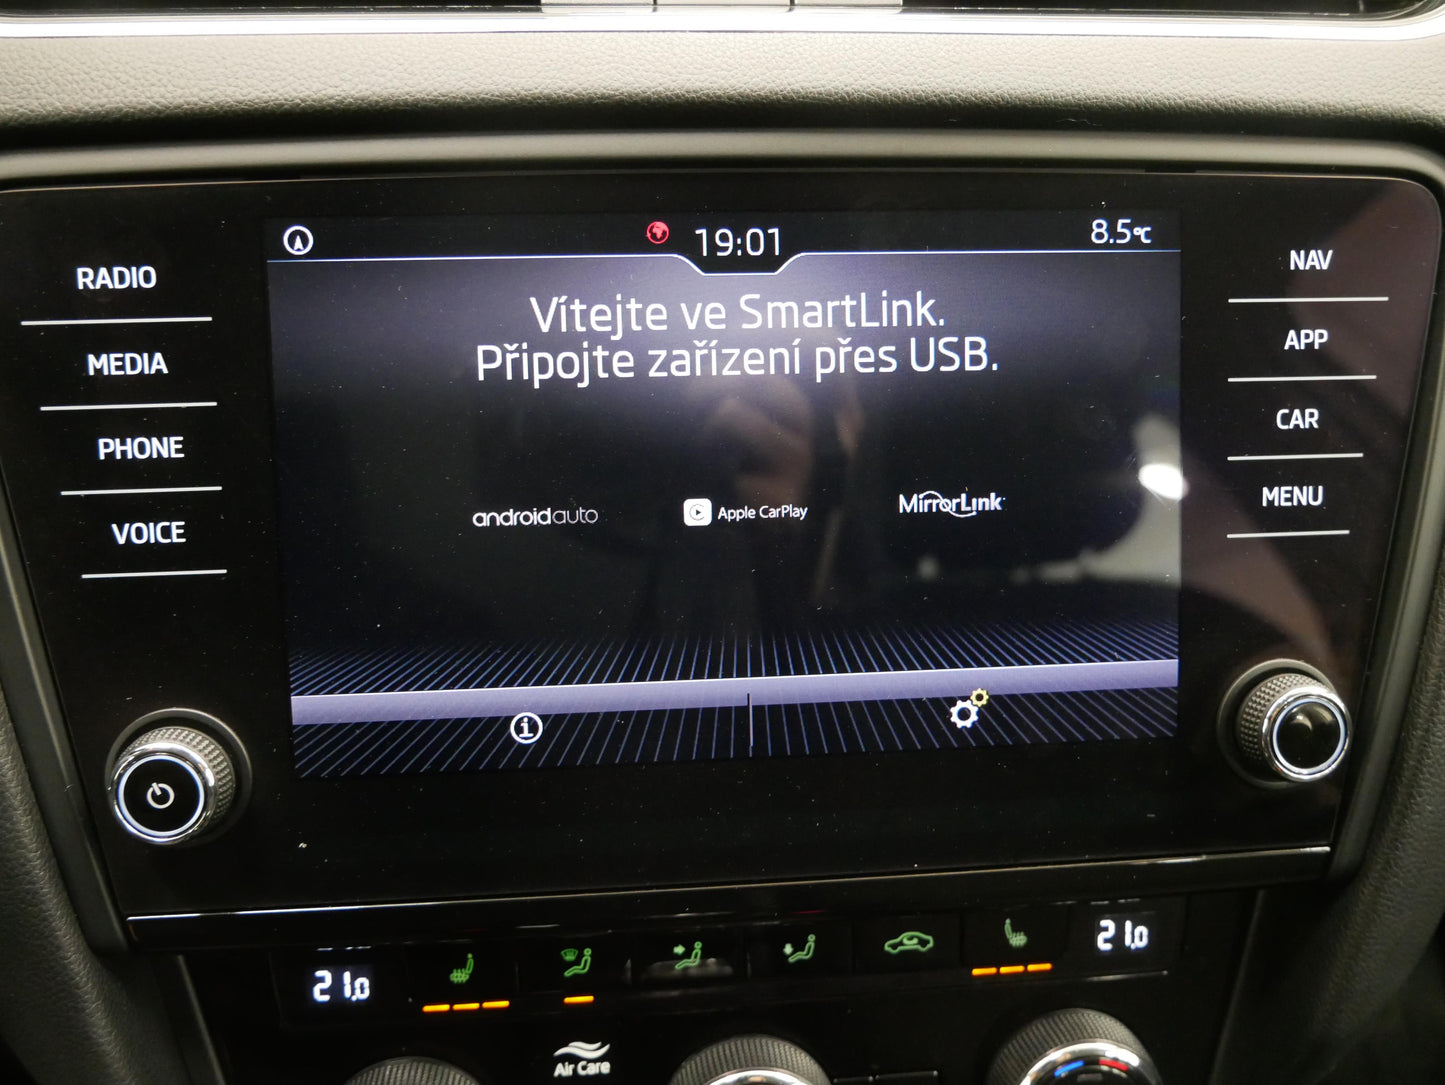 19:01
8.5°C
RADIO
MEDIA
PHONE
VOICE
Vítejte ve SmartLink.
Připojte zařízení přes USB.
androidauto
Apple CarPlay
MirrorLink
NAV
APP
CAR
MENU
21.0
21.0
Air Care